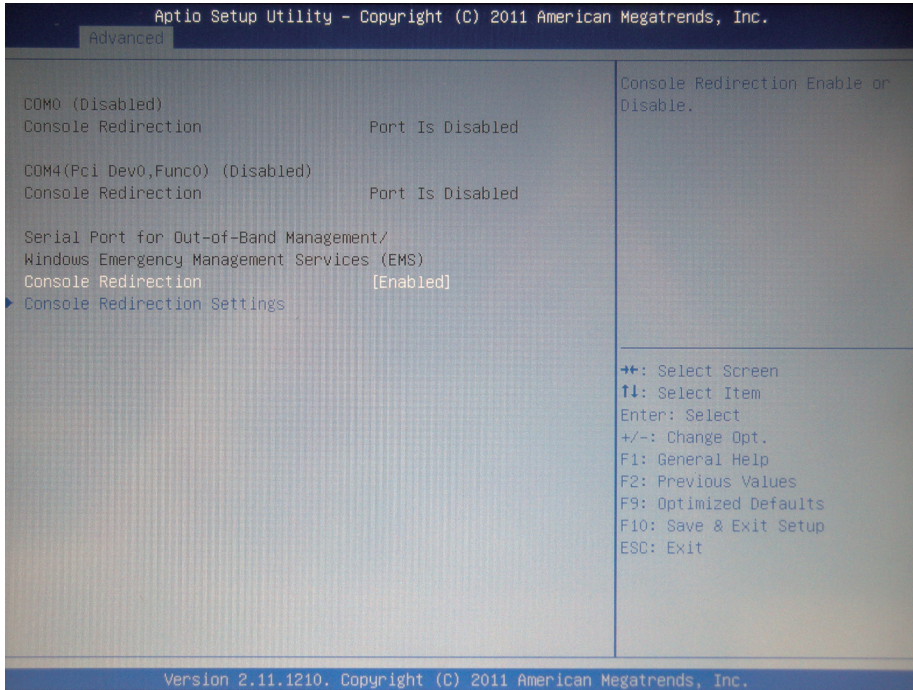 Aptio Setup Utility - Copyright (C) 2011 American Megatrends, Inc.
Advanced
COM0 (Disabled)
Console Redirection Port Is Disabled
COM4(Pci Dev0,Func0) (Disabled)
Console Redirection Port Is Disabled
Serial Port for Out-of-Band Management/
Windows Emergency Management Services (EMS)
Console Redirection [Enabled]
Console Redirection Settings
Console Redirection Enable or
Disable.
→←: Select Screen
↑↓: Select Item
Enter: Select
+/-: Change Opt.
F1: General Help
F2: Previous Values
F9: Optimized Defaults
F10: Save & Exit Setup
ESC: Exit
Version 2.11.1210. Copyright (C) 2011 American Megatrends, Inc.